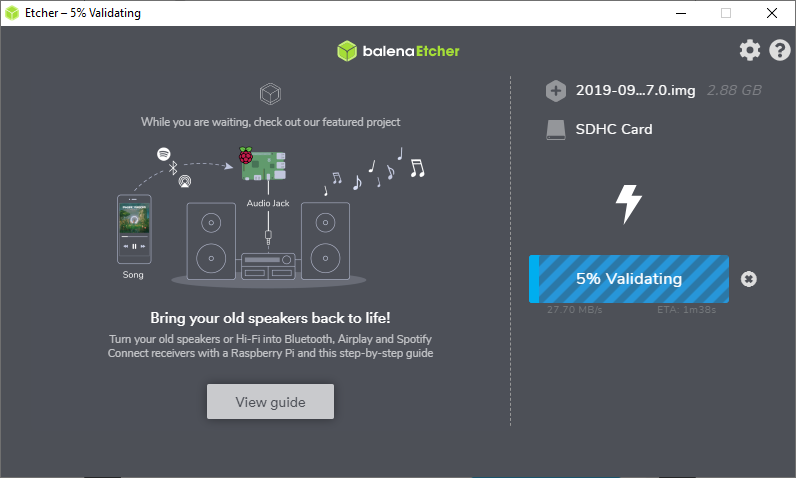 Etcher – 5% Validating
balenaEtcher
While you are waiting, check out our featured project
Audio Jack
Song
Bring your old speakers back to life!
Turn your old speakers or Hi-Fi into Bluetooth, Airplay and Spotify
Connect receivers with a Raspberry Pi and this step-by-step guide
View guide
2019-09...7.0.img 2.88 GB
SDHC Card
5% Validating
27.70 MB/s ETA: 1m38s